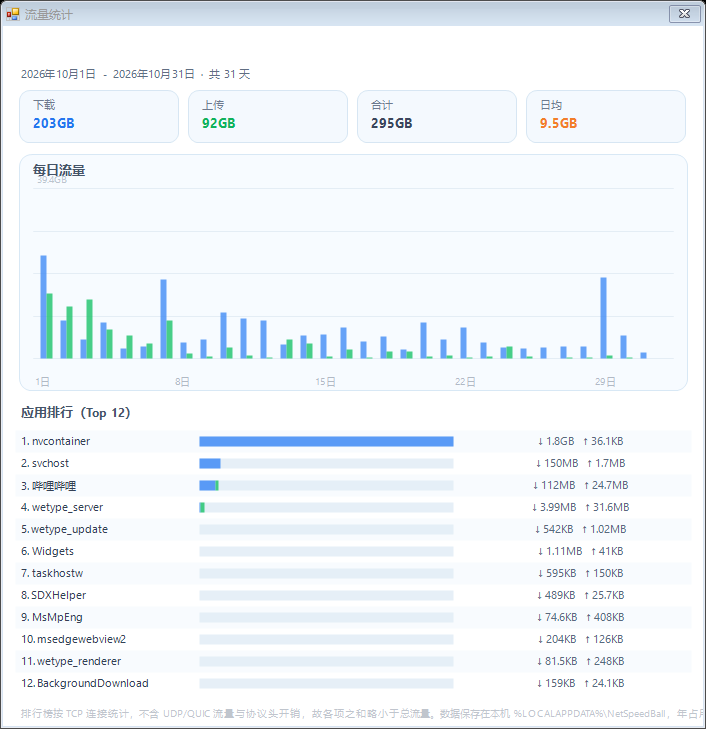 流量统计
2026年10月1日 - 2026年10月31日 · 共 31 天
下载 上传 合计 日均
203GB 92GB 295GB 9.5GB
每日流量
39.4GB
1日 8日 15日 22日 29日
应用排行（Top 12）
1. nvcontainer ↓ 1.8GB ↑ 36.1KB
2. svchost ↓ 150MB ↑ 1.7MB
3. 哔哩哔哩 ↓ 112MB ↑ 24.7MB
4. wetype_server ↓ 3.99MB ↑ 31.6MB
5. wetype_update ↓ 542KB ↑ 1.02MB
6. Widgets ↓ 1.11MB ↑ 41KB
7. taskhostw ↓ 595KB ↑ 150KB
8. SDXHelper ↓ 489KB ↑ 25.7KB
9. MsMpEng ↓ 74.6KB ↑ 408KB
10. msedgewebview2 ↓ 204KB ↑ 126KB
11. wetype_renderer ↓ 81.5KB ↑ 248KB
12. BackgroundDownload ↓ 159KB ↑ 24.1KB
排行榜按 TCP 连接统计，不含 UDP/QUIC 流量与协议头开销，故各项之和略小于总流量。数据保存在本机 %LOCALAPPDATA%\NetSpeedBall，年占用